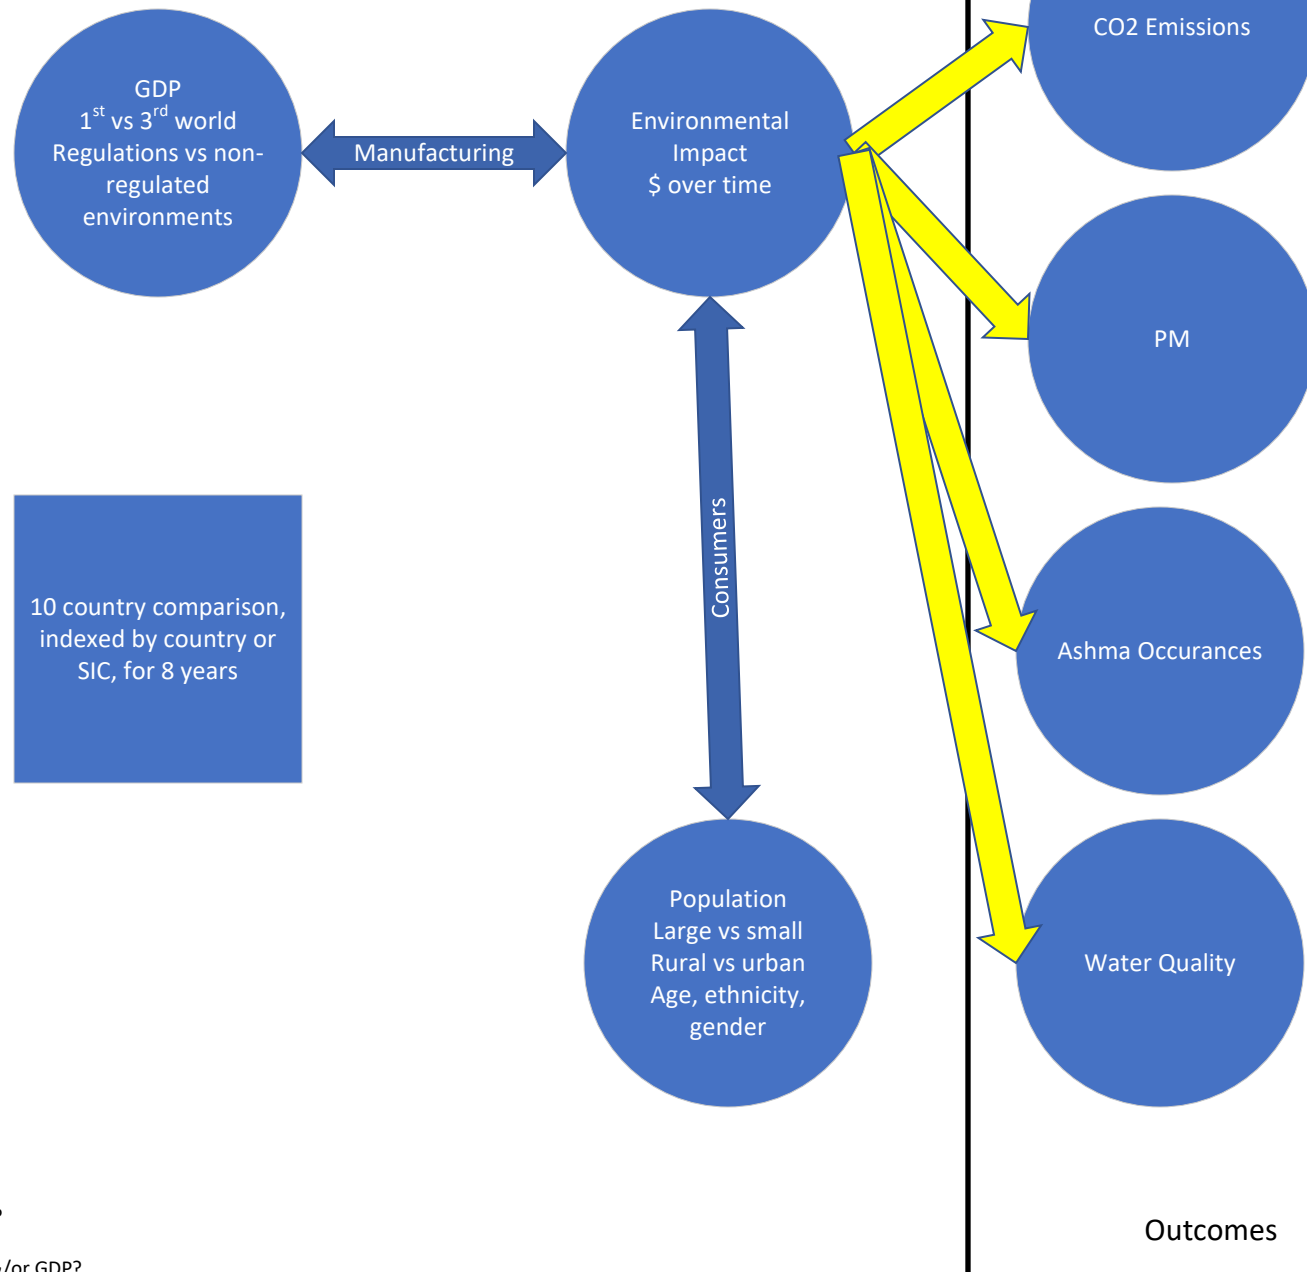 CO2 Emissions
GDP
1st vs 3rd world
Regulations vs non-
regulated
environments
Manufacturing
Environmental
Impact
$ over time
PM
Consumers
10 country comparison,
indexed by country or
SIC, for 8 years
Ashma Occurances
Population
Large vs small
Rural vs urban
Age, ethnicity,
gender
Water Quality
Outcomes
/or GDP?